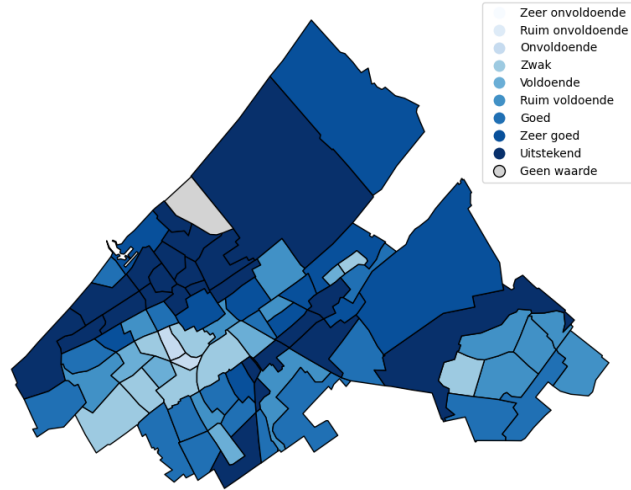 Zeer onvoldoende
Ruim onvoldoende
Onvoldoende
Zwak
Voldoende
Ruim voldoende
Goed
Zeer goed
Uitstekend
Geen waarde